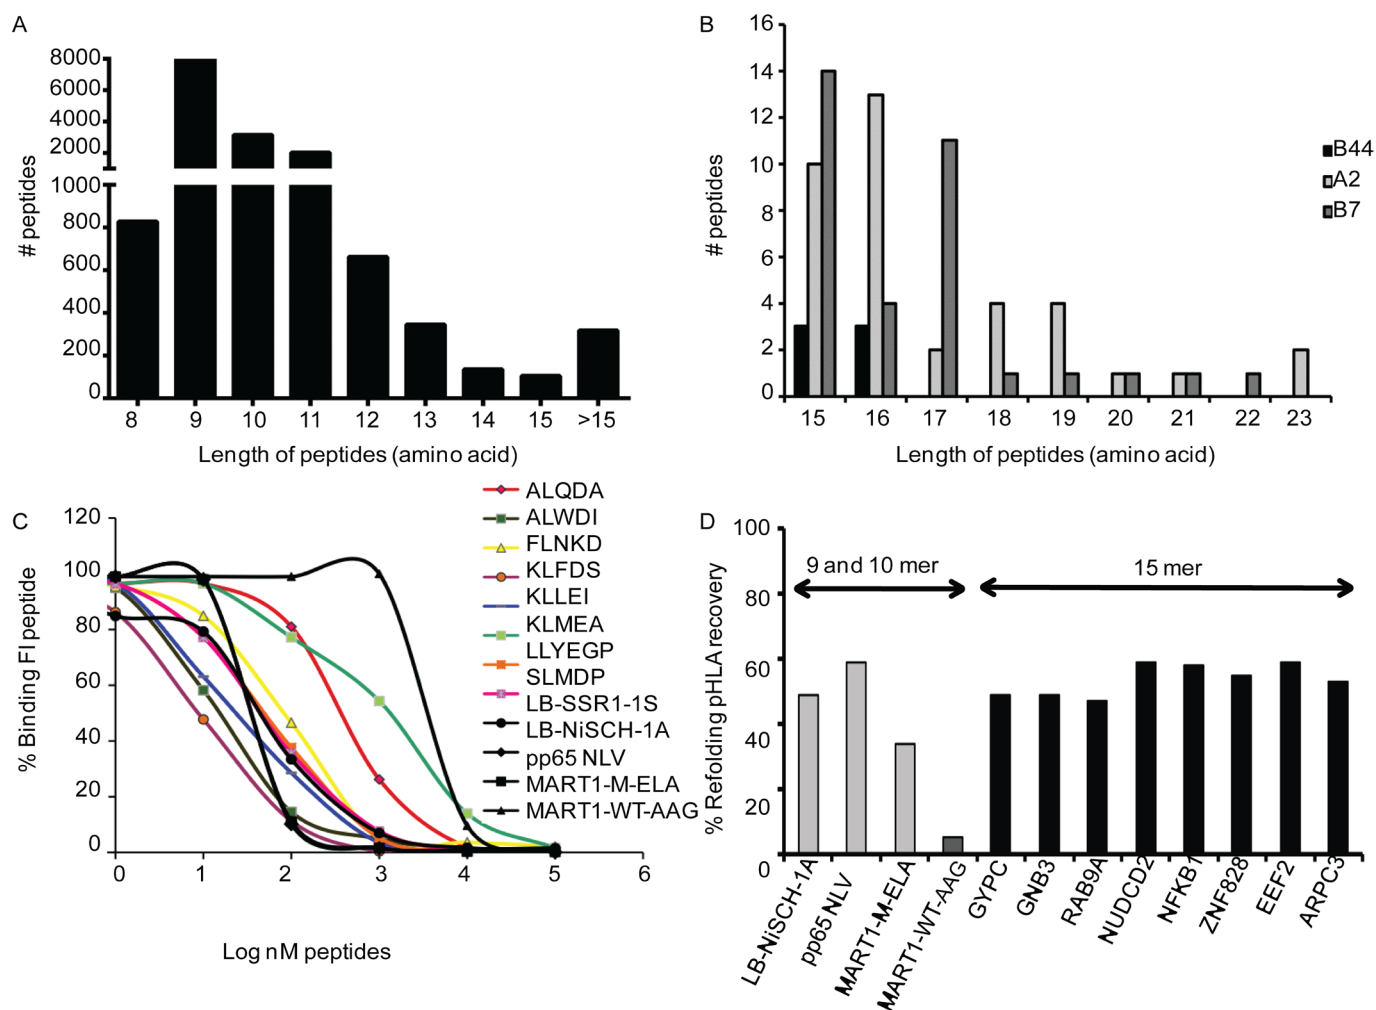 A
8000
6000
4000
2000
1000
800
600
400
200
0
# peptides
8 9 10 11 12 13 14 15 >15
Length of peptides (amino acid)
B
16
14
12
10
8
6
4
2
0
# peptides
15 16 17 18 19 20 21 22 23
Length of peptides (amino acid)
B44
A2
B7
C
120
100
80
60
40
20
0
% Binding Fl peptide
0 1 2 3 4 5 6
Log nM peptides
ALQDA
ALWDI
FLNKD
KLFDS
KLLEI
KLMEA
LLYEGP
SLMDP
LB-SSR1-1S
LB-NiSCH-1A
pp65 NLV
MART1-M-ELA
MART1-WT-AAG
D
100
80
60
40
20
0
% Refolding pHLA recovery
9 and 10 mer
15 mer
LB-NiSCH-1A
pp65 NLV
MART1-M-ELA
MART1-WT-AAG
GYPC
GNB3
RAB9A
NUDCD2
NFKB1
ZNF828
EEF2
ARPC3